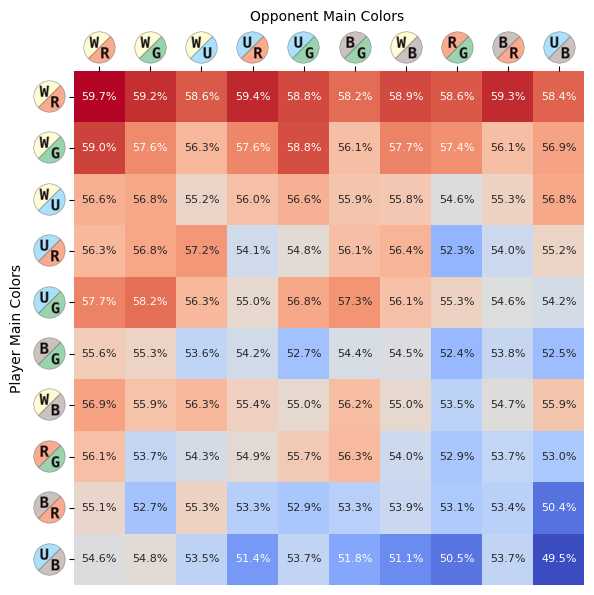 Opponent Main Colors
W R W G W U U R U G B G W B R G B R U B
W R 59.7% 59.2% 58.6% 59.4% 58.8% 58.2% 58.9% 58.6% 59.3% 58.4%
W G 59.0% 57.6% 56.3% 57.6% 58.8% 56.1% 57.7% 57.4% 56.1% 56.9%
W U 56.6% 56.8% 55.2% 56.0% 56.6% 55.9% 55.8% 54.6% 55.3% 56.8%
U R 56.3% 56.8% 57.2% 54.1% 54.8% 56.1% 56.4% 52.3% 54.0% 55.2%
U G 57.7% 58.2% 56.3% 55.0% 56.8% 57.3% 56.1% 55.3% 54.6% 54.2%
B G 55.6% 55.3% 53.6% 54.2% 52.7% 54.4% 54.5% 52.4% 53.8% 52.5%
W B 56.9% 55.9% 56.3% 55.4% 55.0% 56.2% 55.0% 53.5% 54.7% 55.9%
R G 56.1% 53.7% 54.3% 54.9% 55.7% 56.3% 54.0% 52.9% 53.7% 53.0%
B R 55.1% 52.7% 55.3% 53.3% 52.9% 53.3% 53.9% 53.1% 53.4% 50.4%
U B 54.6% 54.8% 53.5% 51.4% 53.7% 51.8% 51.1% 50.5% 53.7% 49.5%
Player Main Colors